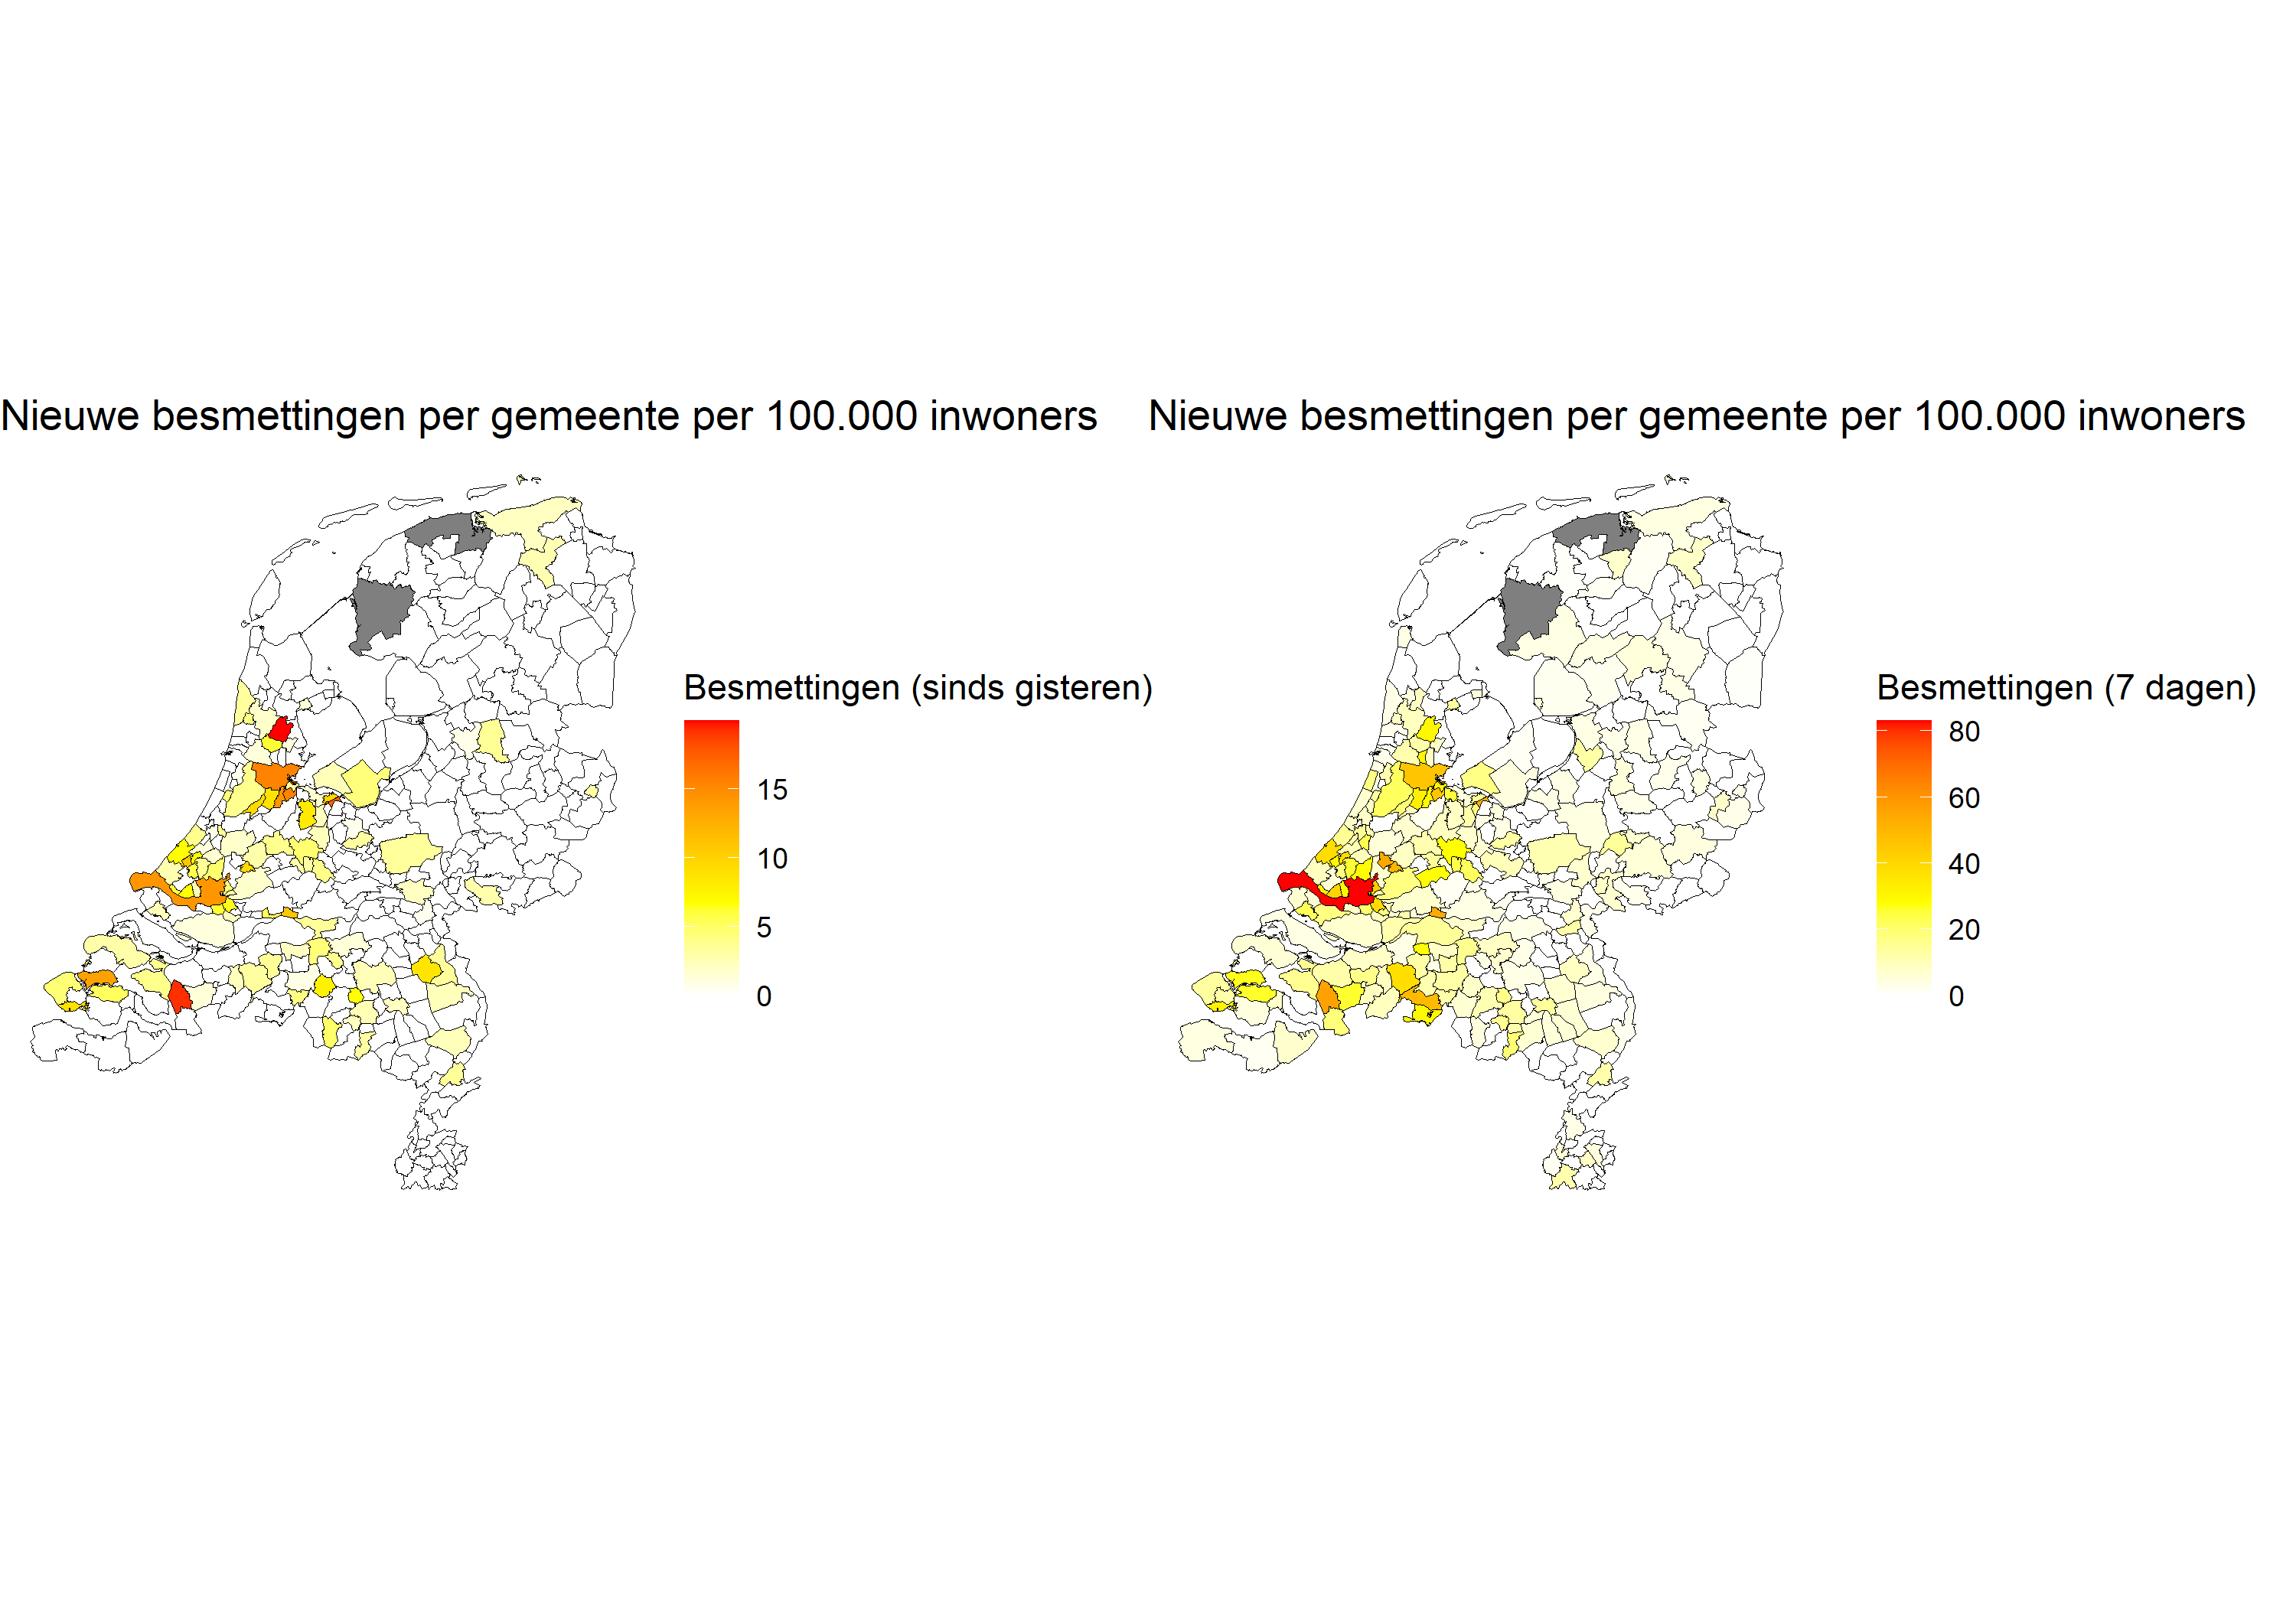 Nieuwe besmettingen per gemeente per 100.000 inwoners
Besmettingen (sinds gisteren)
15
10
5
0
Nieuwe besmettingen per gemeente per 100.000 inwoners
Besmettingen (7 dagen)
80
60
40
20
0